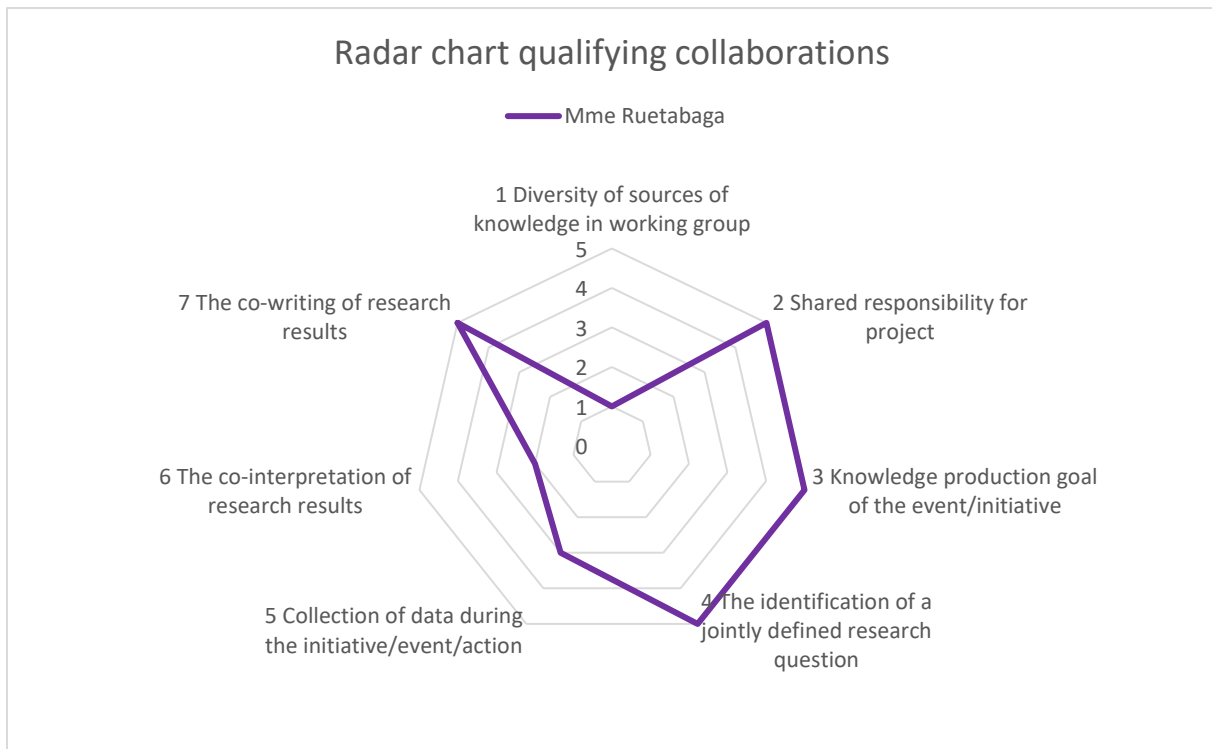 Radar chart qualifying collaborations
Mme Ruetabaga
1 Diversity of sources of
knowledge in working group
5
4
3
2
1
0
2 Shared responsibility for
project
3 Knowledge production goal
of the event/initiative
4 The identification of a
jointly defined research
question
5 Collection of data during
the initiative/event/action
6 The co-interpretation of
research results
7 The co-writing of research
results